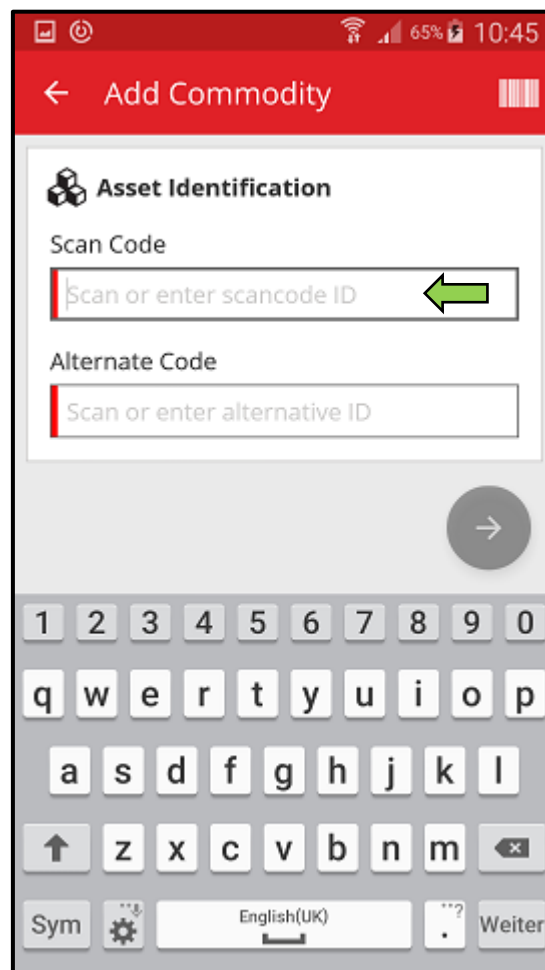 65% 10:45
Add Commodity
Asset Identification
Scan Code
Scan or enter scancode ID
Alternate Code
Scan or enter alternative ID
1 2 3 4 5 6 7 8 9 0
q w e r t y u i o p
a s d f g h j k l
z x c v b n m
Sym English(UK) . ,,? Weiter